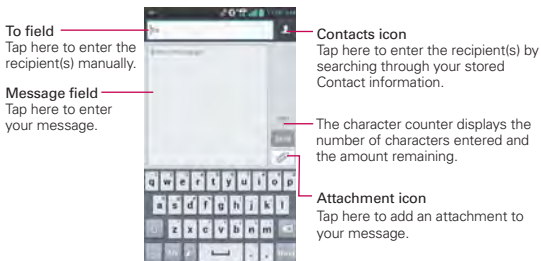 To field
Tap here to enter the
recipient(s) manually.
Message field
Tap here to enter
your message.
Contacts icon
Tap here to enter the recipient(s) by
searching through your stored
Contact information.
The character counter displays the
number of characters entered and
the amount remaining.
Attachment icon
Tap here to add an attachment to
your message.
To
q w e r t y u i o p
a s d f g h j k l
z x c v b n m